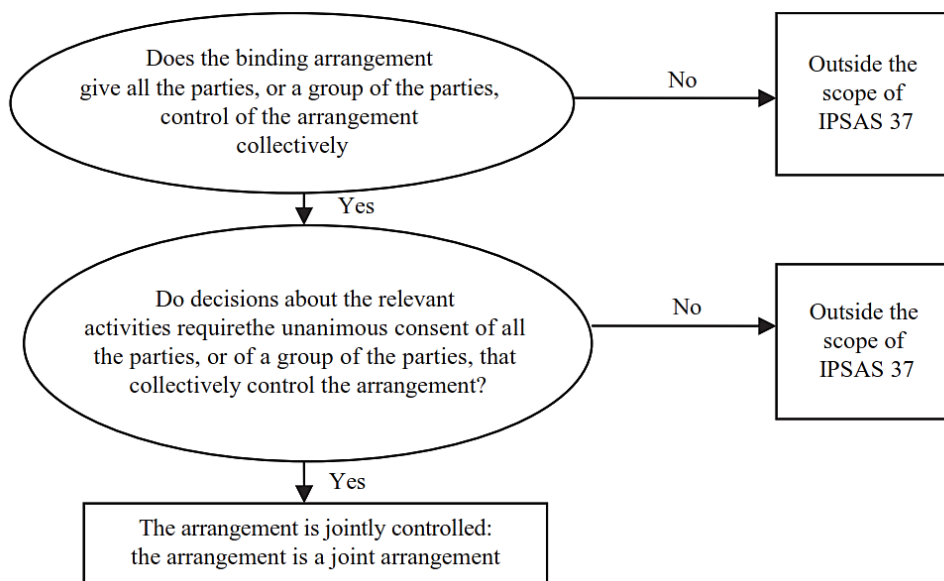 Does the binding arrangement
give all the parties, or a group of the parties,
control of the arrangement
collectively
No
Outside the
scope of
IPSAS 37
Yes
Do decisions about the relevant
activities requirethe unanimous consent of all
the parties, or of a group of the parties, that
collectively control the arrangement?
No
Outside the
scope of
IPSAS 37
Yes
The arrangement is jointly controlled:
the arrangement is a joint arrangement